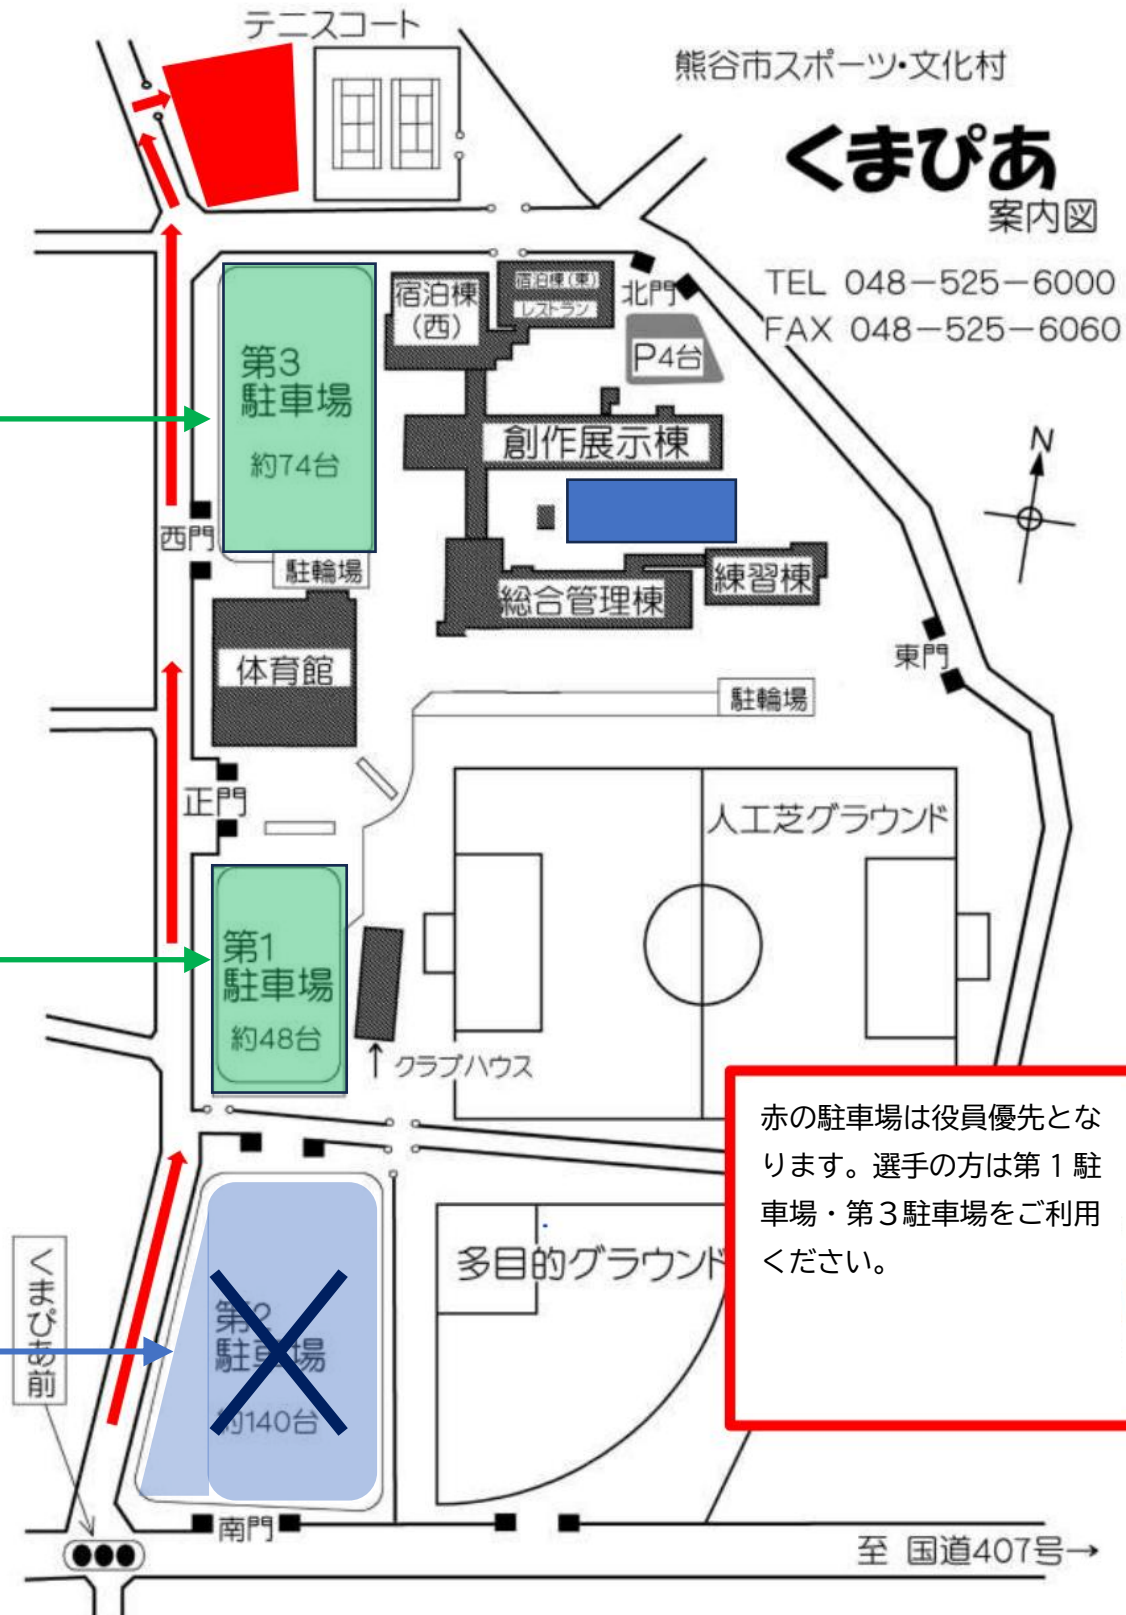 テニスコート
熊谷市スポーツ・文化村
くまぴあ
案内図
TEL 048－525－6000
FAX 048－525－6060
宿泊棟
(西)
宿泊棟(東)
レストラン
北門
P4台
第3
駐車場
約74台
創作展示棟
N
西門
駐輪場
総合管理棟
練習棟
体育館
東門
駐輪場
正門
人工芝グラウンド
第1
駐車場
約48台
クラブハウス
赤の駐車場は役員優先とな
ります。選手の方は第１駐
車場・第３駐車場をご利用
ください。
多目的グラウンド
くまぴあ前
第2
駐車場
約140台
南門
至 国道407号→